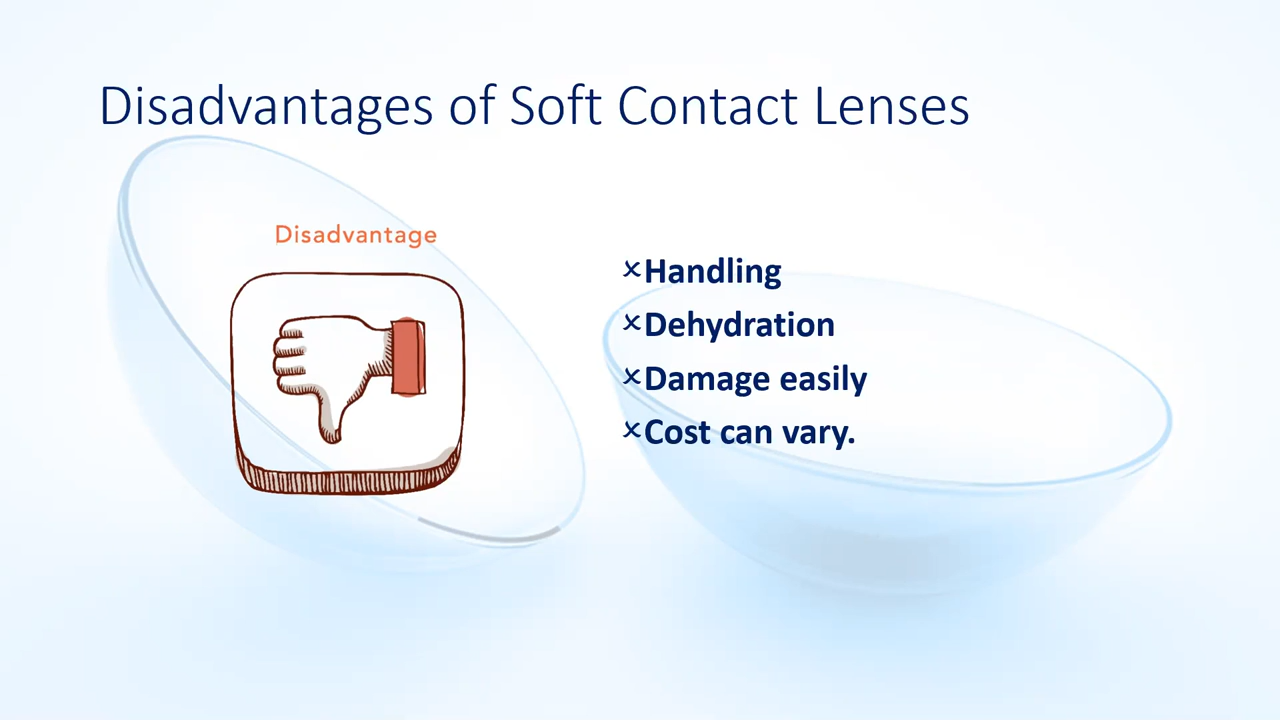 Disadvantages of Soft Contact Lenses
Disadvantage
×Handling
×Dehydration
×Damage easily
×Cost can vary.